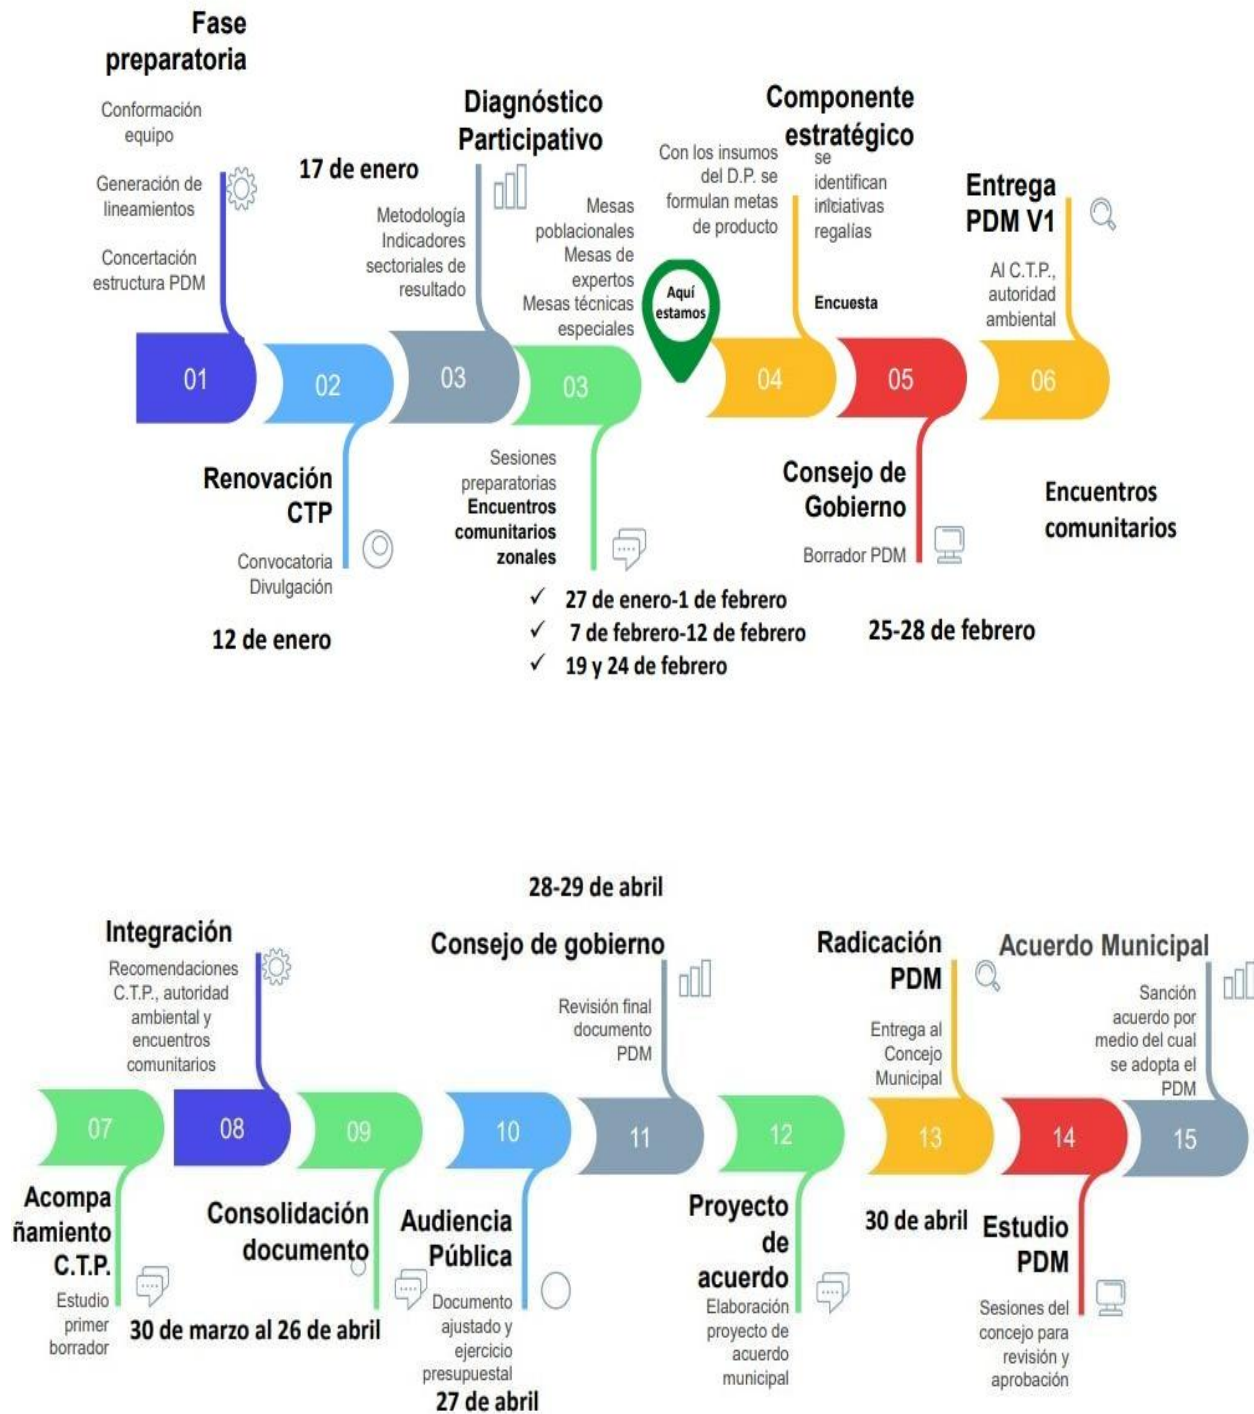 Fase
preparatoria
Conformación
equipo
Generación de
lineamientos
Concertación
estructura PDM
01
17 de enero
02
Renovación
CTP
Convocatoria
Divulgación
12 de enero
Diagnóstico
Participativo
Metodología
Indicadores
sectoriales de
resultado
03
Mesas
poblacionales
Mesas de
expertos
Mesas técnicas
especiales
03
Sesiones
preparatorias
Encuentros
comunitarios
zonales
✓ 27 de enero-1 de febrero
✓ 7 de febrero-12 de febrero
✓ 19 y 24 de febrero
Aquí
estamos
Componente
estratégico
Con los insumos
del D.P. se
formulan metas
de producto
se
identifican
iniciativas
regalías
Encuesta
04
05
Consejo de
Gobierno
Borrador PDM
25-28 de febrero
Entrega
PDM V1
Al C.T.P.,
autoridad
ambiental
06
Encuentros
comunitarios
07
Acompa
ñamiento
C.T.P.
Estudio
primer
borrador
Integración
Recomendaciones
C.T.P., autoridad
ambiental y
encuentros
comunitarios
08
09
Consolidación
documento
30 de marzo al 26 de abril
10
Audiencia
Pública
Documento
ajustado y
ejercicio
presupuestal
27 de abril
28-29 de abril
Consejo de gobierno
Revisión final
documento
PDM
11
12
Proyecto
de
acuerdo
Elaboración
proyecto de
acuerdo
municipal
Radicación
PDM
Entrega al
Concejo
Municipal
13
30 de abril
14
Estudio
PDM
Sesiones del
concejo para
revisión y
aprobación
Acuerdo Municipal
Sanción
acuerdo por
medio del cual
se adopta el
PDM
15